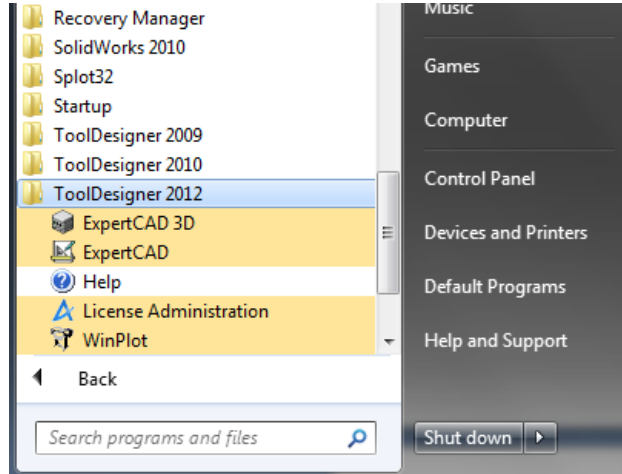 Recovery Manager
SolidWorks 2010
Splot32
Startup
ToolDesigner 2009
ToolDesigner 2010
ToolDesigner 2012
ExpertCAD 3D
ExpertCAD
Help
License Administration
WinPlot
Back
Search programs and files
Music
Games
Computer
Control Panel
Devices and Printers
Default Programs
Help and Support
Shut down